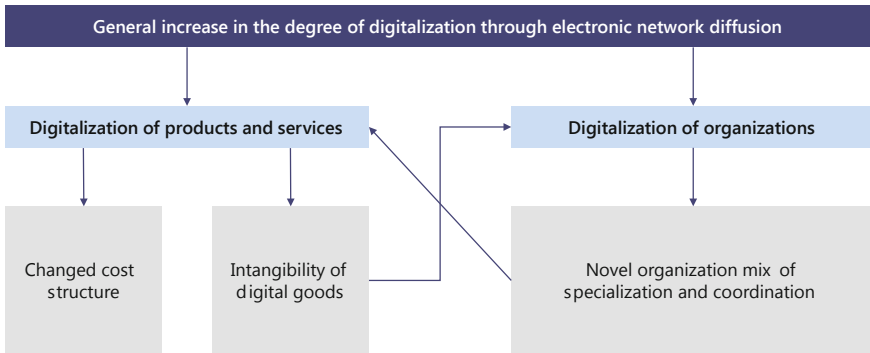 General increase in the degree of digitalization through electronic network diffusion
Digitalization of products and services
Digitalization of organizations
Changed cost
structure
Intangibility of
digital goods
Novel organization mix of
specialization and coordination